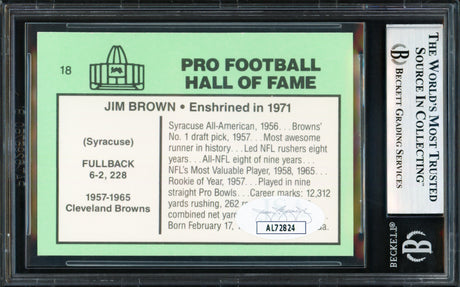 18
PRO FOOTBALL
HALL OF FAME
JIM BROWN • Enshrined in 1971
(Syracuse)
FULLBACK
6-2, 228
1957-1965
Cleveland Browns
Syracuse All-American, 1956. . .Browns'
No. 1 draft pick, 1957. . .Most awesome
runner in history. . . Led NFL rushers eight
years. . .All-NFL eight of nine years. . .
NFL's Most Valuable Player, 1958, 1965. . .
Rookie of Year, 1957. . .Played in nine
straight Pro Bowls. . .Career marks: 12,312
yards rushing, 262
combined net
Born February 17,
AL72824
THE WORLD'S MOST TRUSTED
SOURCE IN COLLECTING™
BECKETT GRADING SERVICES
B
BECKETT